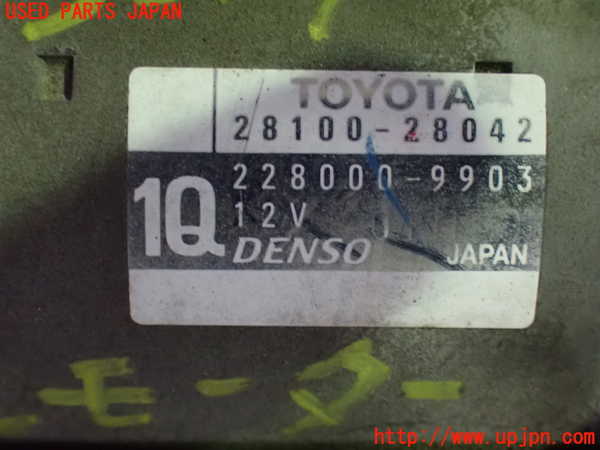 USED PARTS JAPAN
TOYOTA
28100-28042
228000-9903
1Q
12V
DENSO JAPAN
モーター
http://www.upjpn.com